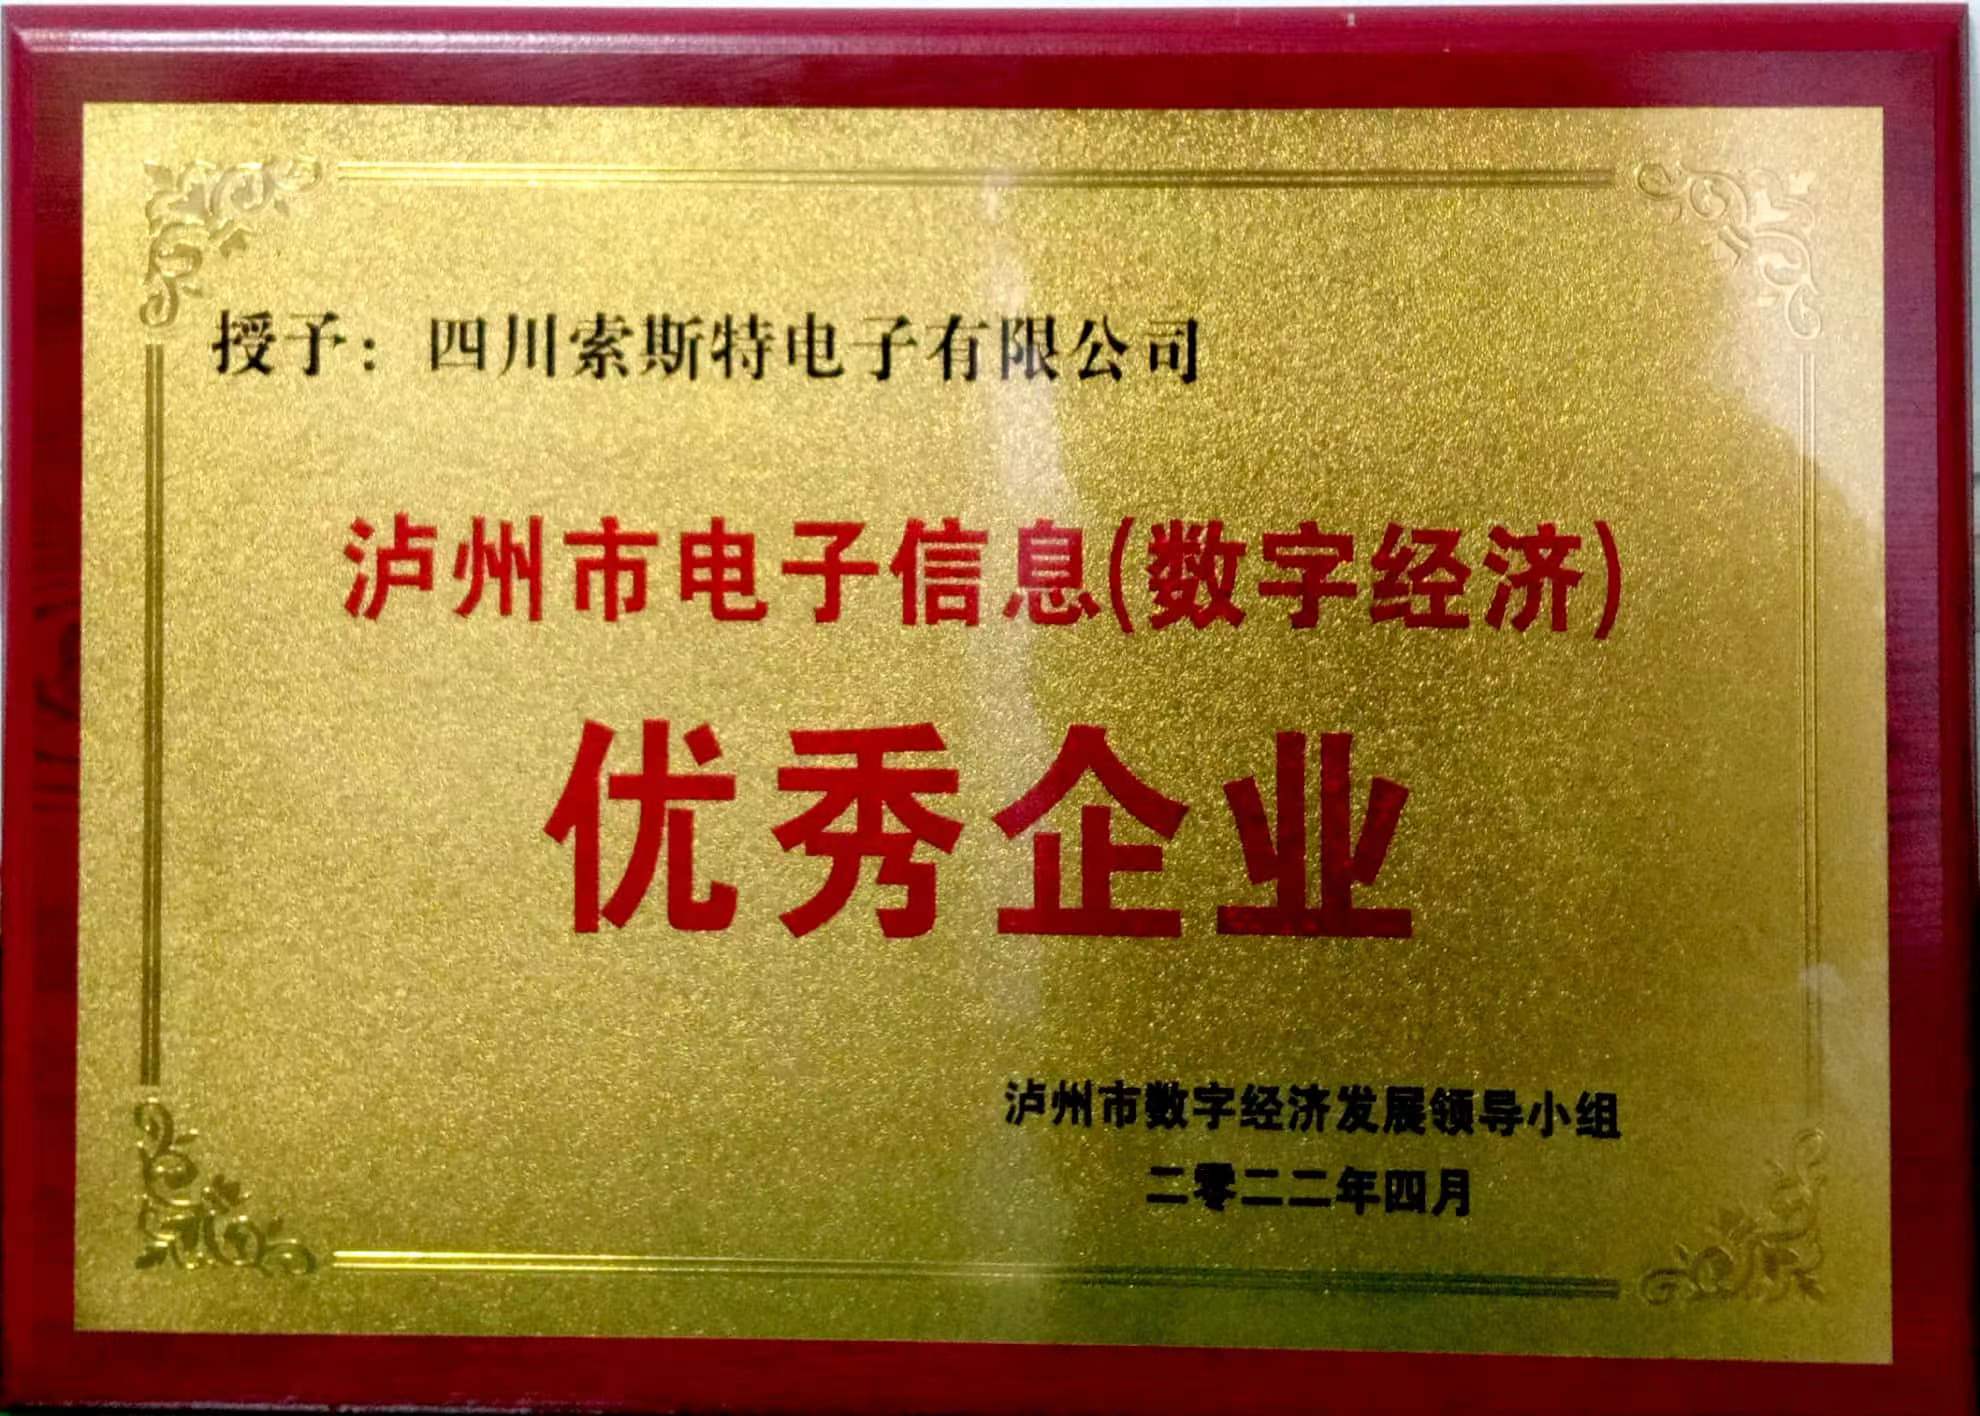 授予：四川索斯特电子有限公司
泸州市电子信息(数字经济)
优秀企业
泸州市数字经济发展领导小组
二零二二年四月